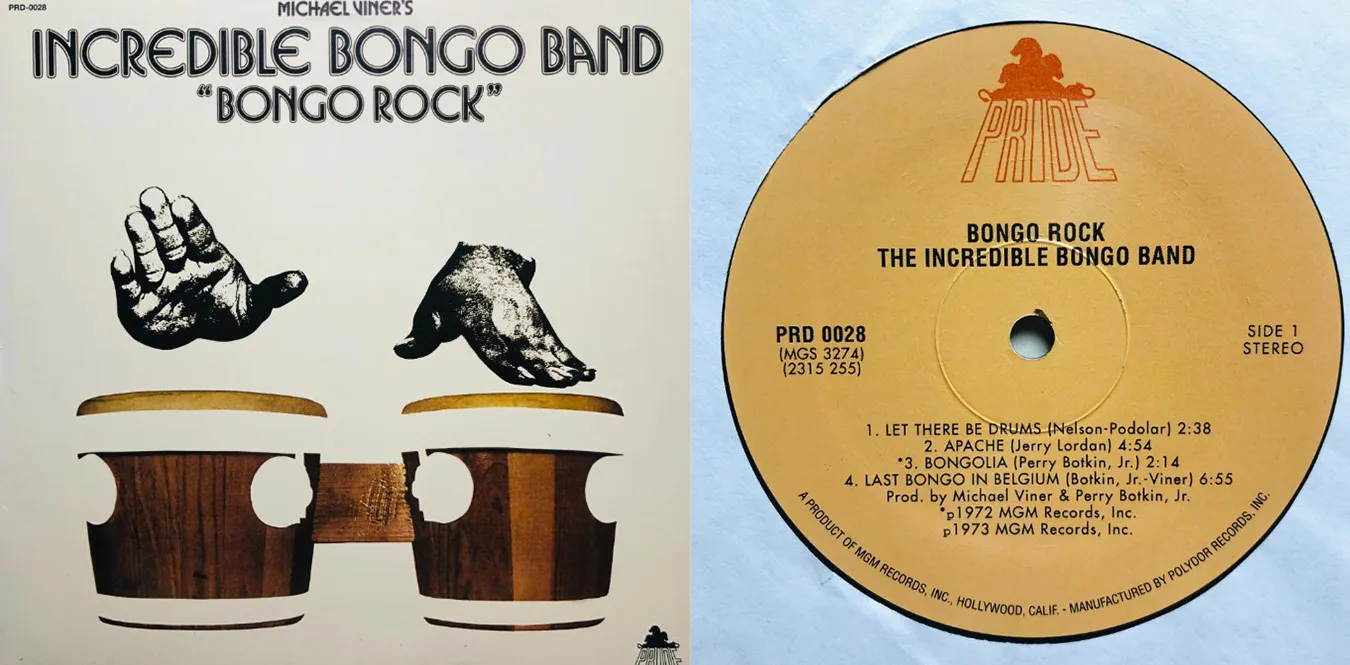 PRD-0028
MICHAEL VINER'S
INCREDIBLE BONGO BAND
“BONGO ROCK”
PRIDE
PRIDE
BONGO ROCK
THE INCREDIBLE BONGO BAND
PRD 0028
(MGS 3274)
(2315 255)
SIDE 1
STEREO
1. LET THERE BE DRUMS (Nelson-Podolar) 2:38
2. APACHE (Jerry Lordan) 4:54
*3. BONGOLIA (Perry Botkin, Jr.) 2:14
4. LAST BONGO IN BELGIUM (Botkin, Jr.-Viner) 6:55
Prod. by Michael Viner & Perry Botkin, Jr.
*p1972 MGM Records, Inc.
p1973 MGM Records, Inc.
A PRODUCT OF MGM RECORDS, INC., HOLLYWOOD, CALIF. - MANUFACTURED BY POLYDOR RECORDS, INC.